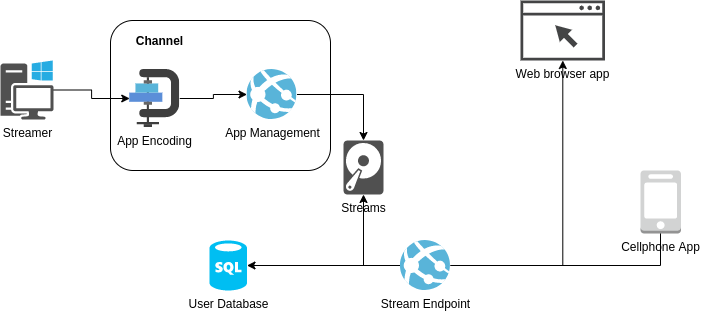 Channel
Streamer
App Encoding
App Management
Web browser app
Streams
Cellphone App
SQL
User Database
Stream Endpoint